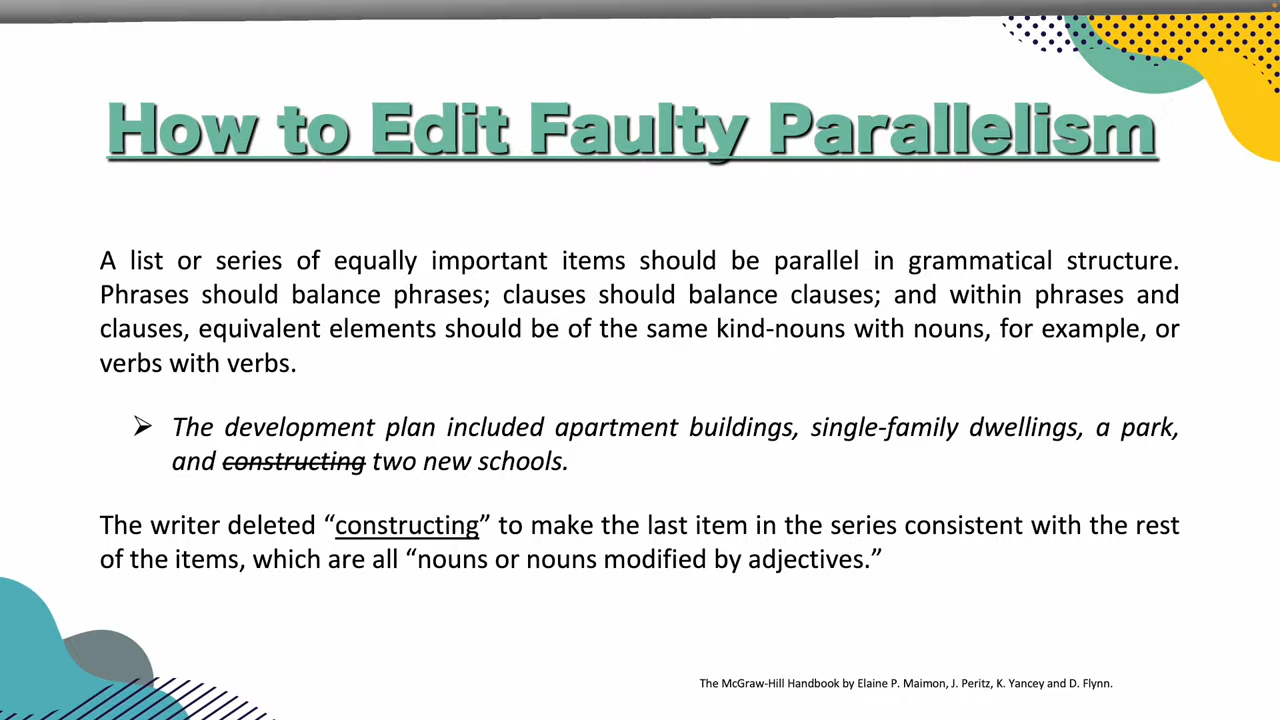 How to Edit Faulty Parallelism
A list or series of equally important items should be parallel in grammatical structure.
Phrases should balance phrases; clauses should balance clauses; and within phrases and
clauses, equivalent elements should be of the same kind-nouns with nouns, for example, or
verbs with verbs.
The development plan included apartment buildings, single-family dwellings, a park,
and constructing two new schools.
The writer deleted “constructing” to make the last item in the series consistent with the rest
of the items, which are all “nouns or nouns modified by adjectives.”
The McGraw-Hill Handbook by Elaine P. Maimon, J. Peritz, K. Yancey and D. Flynn.